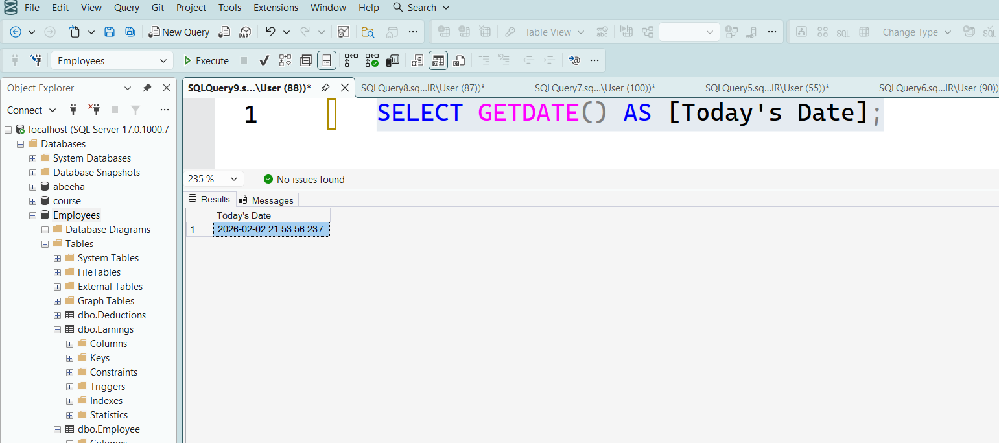 File Edit View Query Git Project Tools Extensions Window Help Search
New Query DAX Table View abc SQL Change Type SQL
Employees Execute
Object Explorer
SQLQuery9.s...\User (88))* SQLQuery8.sq...IR\User (87))* SQLQuery7.sq...\User (100))* SQLQuery5.sq...IR\User (55))* SQLQuery6.sq...IR\User (90))
Connect
1 SELECT GETDATE() AS [Today's Date];
localhost (SQL Server 17.0.1000.7 -
Databases
System Databases
Database Snapshots
abeeha
course
Employees
Database Diagrams
Tables
System Tables
FileTables
External Tables
Graph Tables
dbo.Deductions
dbo.Earnings
Columns
Keys
Constraints
Triggers
Indexes
Statistics
dbo.Employee
Columns
235 % No issues found
Results Messages
Today's Date
1 2026-02-02 21:53:56.237